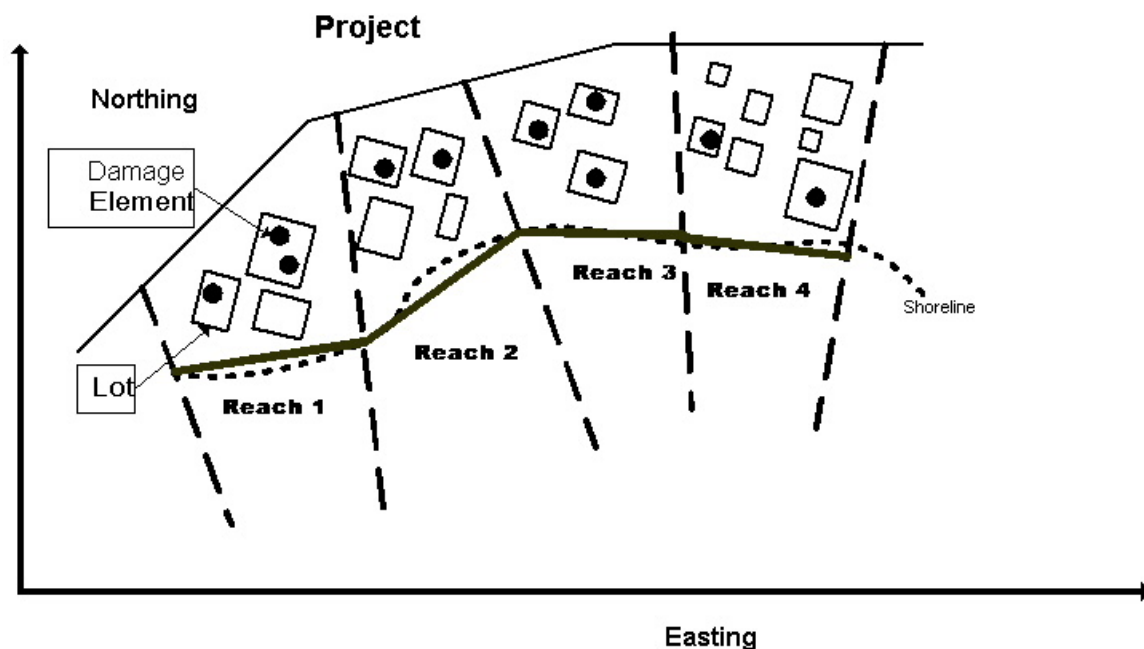 Project
Northing
Damage
Element
Reach 3
Reach 4
Shoreline
Reach 2
Lot
Reach 1
Easting